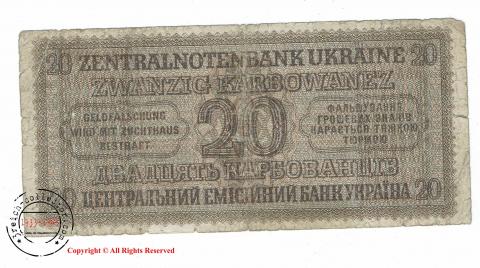 20 ZENTRALNOTENBANK UKRAINE 20
ZWANZIG KARBOWANEZ
GELDFÄLSCHUNG
WIRD MIT ZUCHTHAUS
BESTRAFT
20
ФАЛЬШУВАННЯ
ГРОШЕВИХ ЗНАКІВ
КАРАЄТЬСЯ ТЯЖКОЮ
ТЮРМОЮ
ДВАДЦЯТЬ КАРБОВАНЦІВ
20 ЦЕНТРАЛЬНИЙ ЕМІСІЙНИЙ БАНК УКРАЇНА 20
Copyright © All Rights Reserved